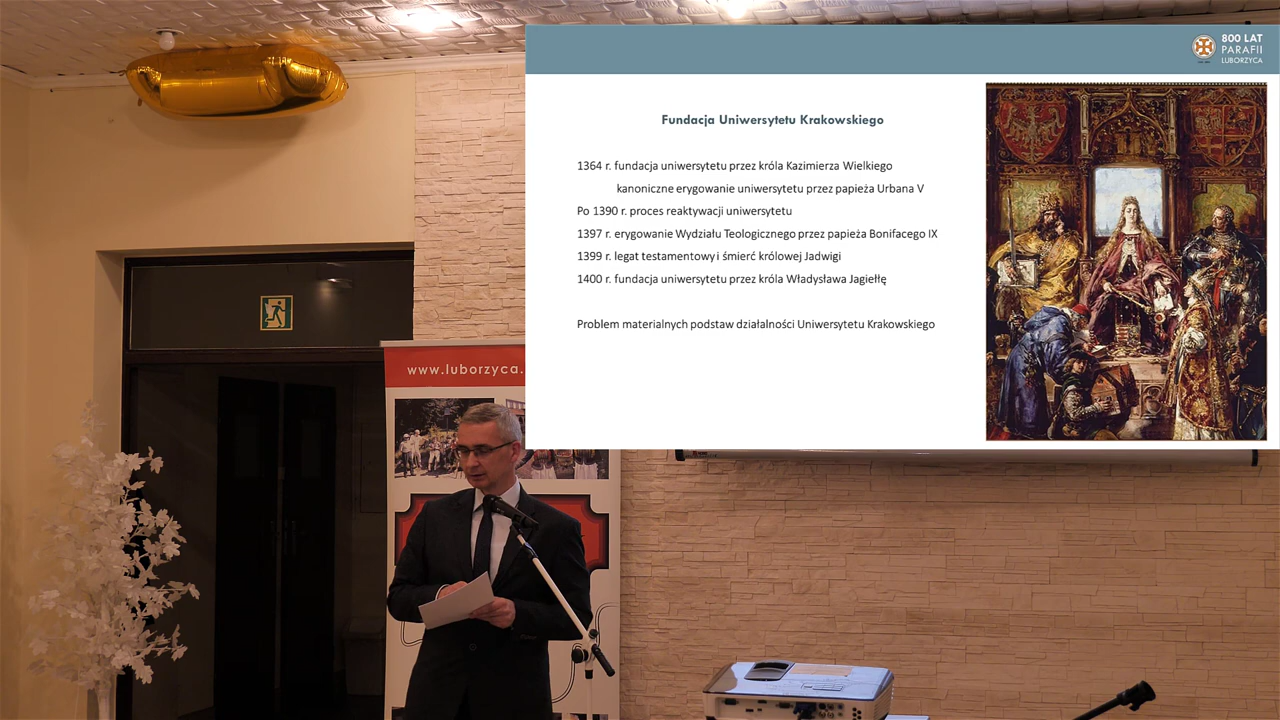 800 LAT
PARAFII
LUBORZYCA
Fundacja Uniwersytetu Krakowskiego
1364 r. fundacja uniwersytetu przez króla Kazimierza Wielkiego
kanoniczne erygowanie uniwersytetu przez papieża Urbana V
Po 1390 r. proces reaktywacji uniwersytetu
1397 r. erygowanie Wydziału Teologicznego przez papieża Bonifacego IX
1399 r. legat testamentowy i śmierć królowej Jadwigi
1400 r. fundacja uniwersytetu przez króla Władysława Jagiełłę
Problem materialnych podstaw działalności Uniwersytetu Krakowskiego
www.luborzyca.